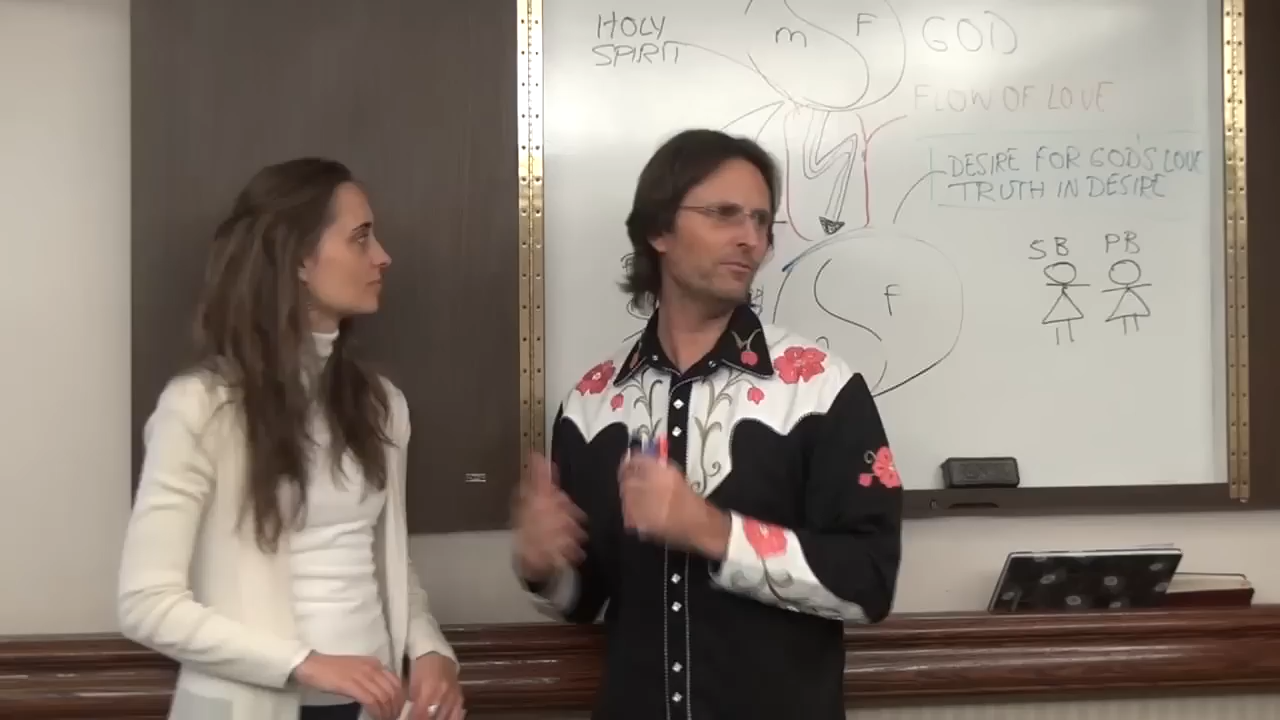 HOLY
SPIRIT
m F
GOD
FLOW OF LOVE
DESIRE FOR GOD'S LOVE
TRUTH IN DESIRE
SB PB
f